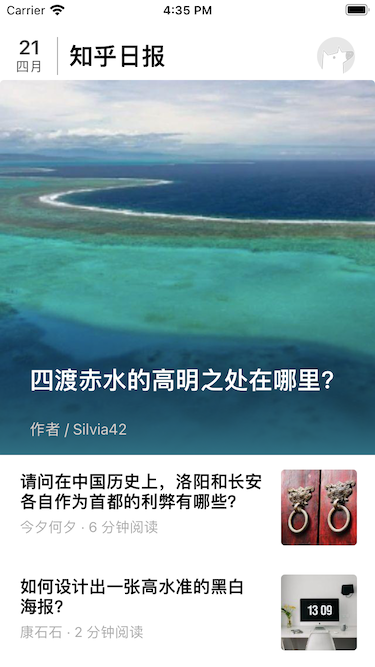 Carrier 4:35 PM
21
四月
知乎日报
四渡赤水的高明之处在哪里?
作者 / Silvia42
请问在中国历史上，洛阳和长安
各自作为首都的利弊有哪些?
今夕何夕 · 6 分钟阅读
如何设计出一张高水准的黑白
海报?
康石石 · 2 分钟阅读
13 09